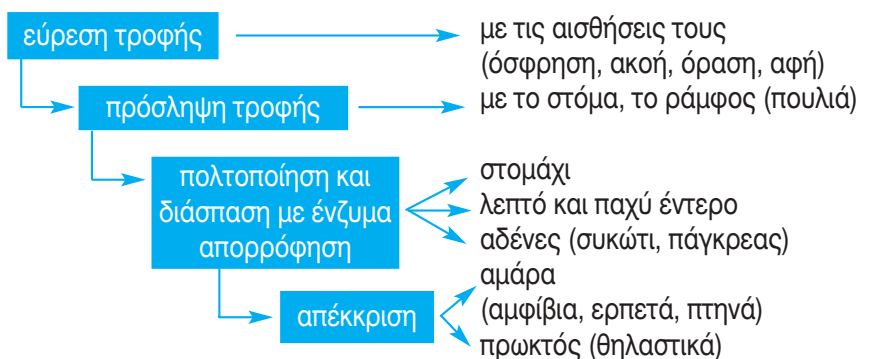 εύρεση τροφής
με τις αισθήσεις τους
(όσφρηση, ακοή, όραση, αφή)
πρόσληψη τροφής
με το στόμα, το ράμφος (πουλιά)
πολτοποίηση και
διάσπαση με ένζυμα
απορρόφηση
στομάχι
λεπτό και παχύ έντερο
αδένες (συκώτι, πάγκρεας)
απέκκριση
αμάρα
(αμφίβια, ερπετά, πτηνά)
πρωκτός (θηλαστικά)